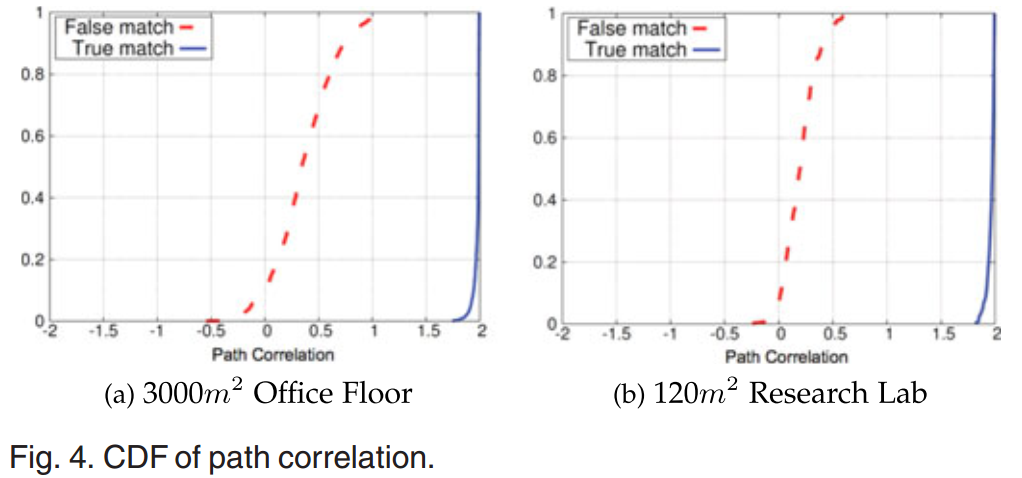 1
0.8
0.6
0.4
0.2
0
False match
True match
-2 -1.5 -1 -0.5 0 0.5 1 1.5 2
Path Correlation
(a) 3000m² Office Floor
1
0.8
0.6
0.4
0.2
0
False match
True match
-2 -1.5 -1 -0.5 0 0.5 1 1.5 2
Path Correlation
(b) 120m² Research Lab
Fig. 4. CDF of path correlation.